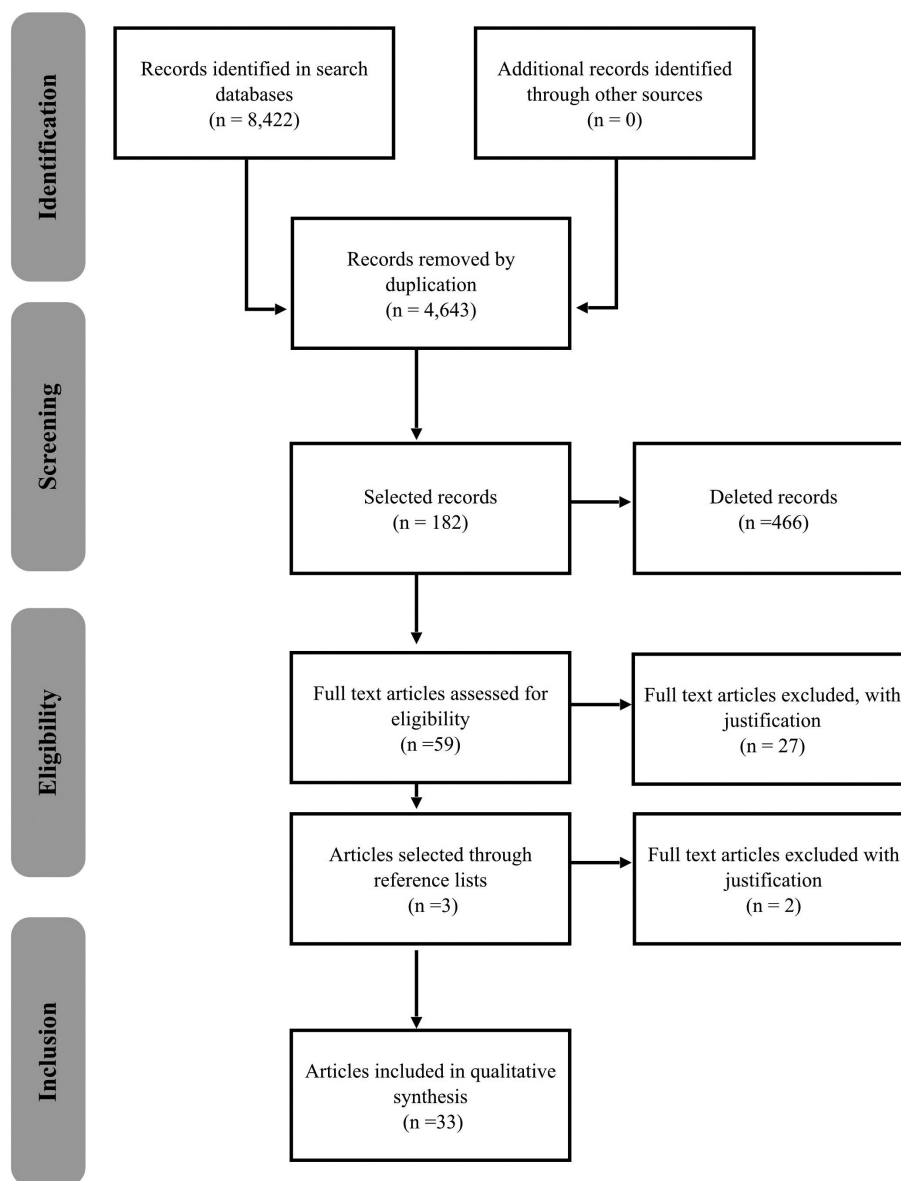 Identification
Records identified in search
databases
(n = 8,422)
Additional records identified
through other sources
(n = 0)
Records removed by
duplication
(n = 4,643)
Screening
Selected records
(n = 182)
Deleted records
(n =466)
Eligibility
Full text articles assessed for
eligibility
(n =59)
Full text articles excluded, with
justification
(n = 27)
Articles selected through
reference lists
(n =3)
Full text articles excluded with
justification
(n = 2)
Inclusion
Articles included in qualitative
synthesis
(n =33)